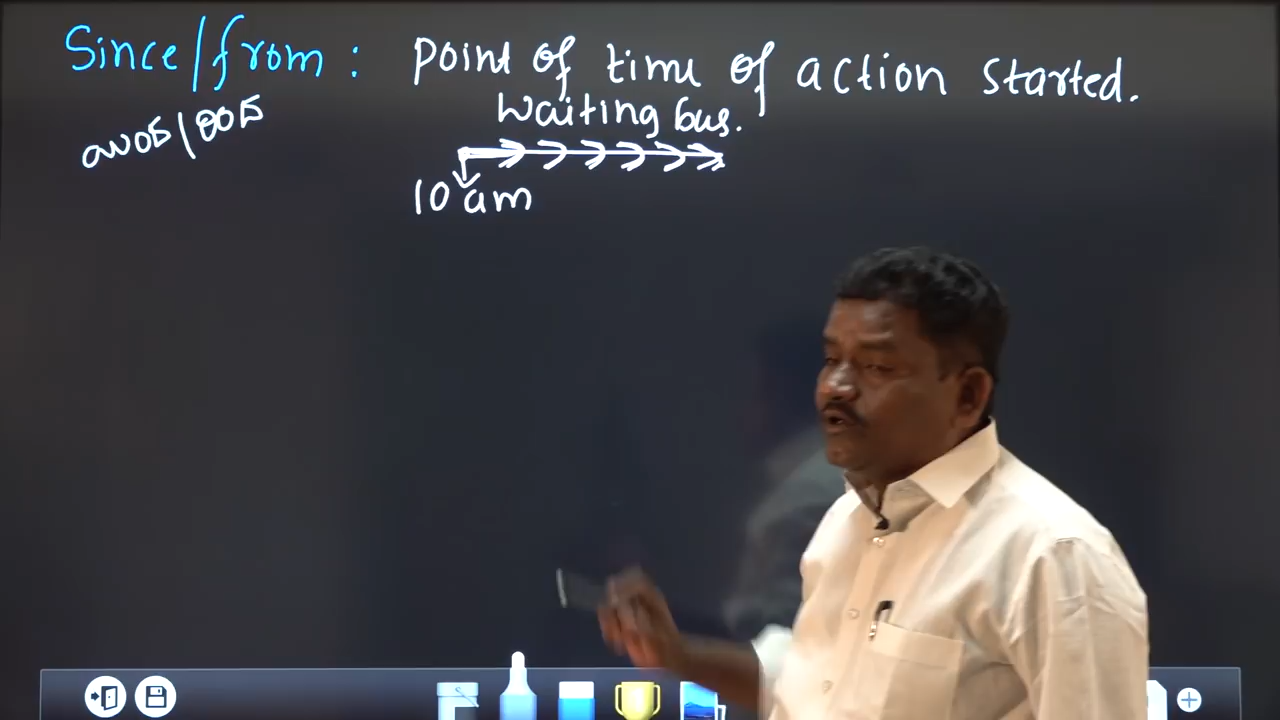 Since/from : Point of time of action started.
waiting bus.
10 am